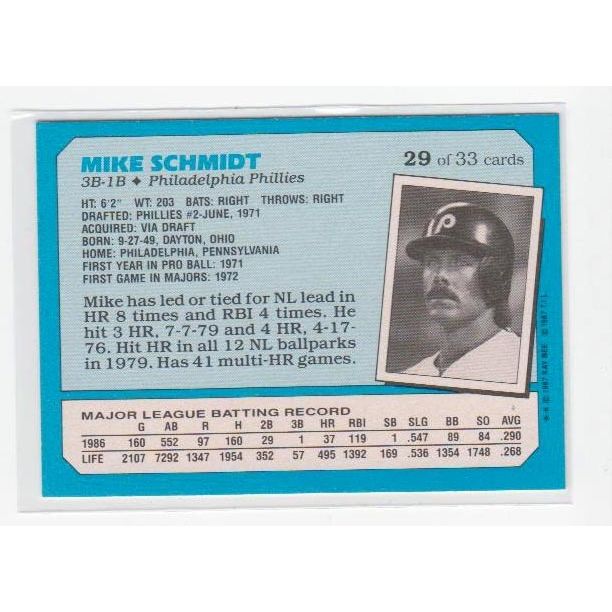 MIKE SCHMIDT
29 of 33 cards
3B-1B ♦ Philadelphia Phillies
HT: 6'2" WT: 203 BATS: RIGHT THROWS: RIGHT
DRAFTED: PHILLIES #2-JUNE, 1971
ACQUIRED: VIA DRAFT
BORN: 9-27-49, DAYTON, OHIO
HOME: PHILADELPHIA, PENNSYLVANIA
FIRST YEAR IN PRO BALL: 1971
FIRST GAME IN MAJORS: 1972
Mike has led or tied for NL lead in
HR 8 times and RBI 4 times. He
hit 3 HR, 7-7-79 and 4 HR, 4-17-
76. Hit HR in all 12 NL ballparks
in 1979. Has 41 multi-HR games.
P
MAJOR LEAGUE BATTING RECORD
G AB R H 2B 3B HR RBI SB SLG BB SO AVG
1986 160 552 97 160 29 1 37 119 1 .547 89 84 .290
LIFE 2107 7292 1347 1954 352 57 495 1392 169 .536 1354 1748 .268